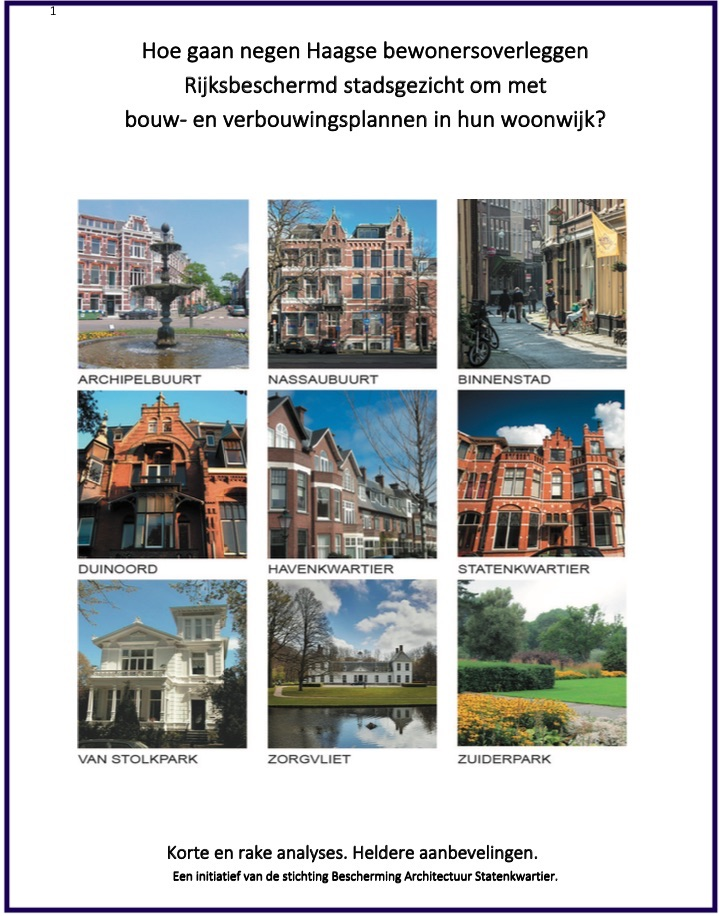 1
Hoe gaan negen Haagse bewonersoverleggen
Rijksbeschermd stadsgezicht om met
bouw- en verbouwingsplannen in hun woonwijk?
ARCHIPELBUURT
NASSAUBUURT
BINNENSTAD
DUINOORD
HAVENKWARTIER
STATENKWARTIER
VAN STOLKPARK
ZORGVLIET
ZUIDERPARK
Korte en rake analyses. Heldere aanbevelingen.
Een initiatief van de stichting Bescherming Architectuur Statenkwartier.